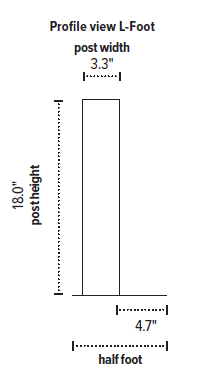 Profile view L-Foot
post width
3.3"
18.0"
post height
4.7"
half foot